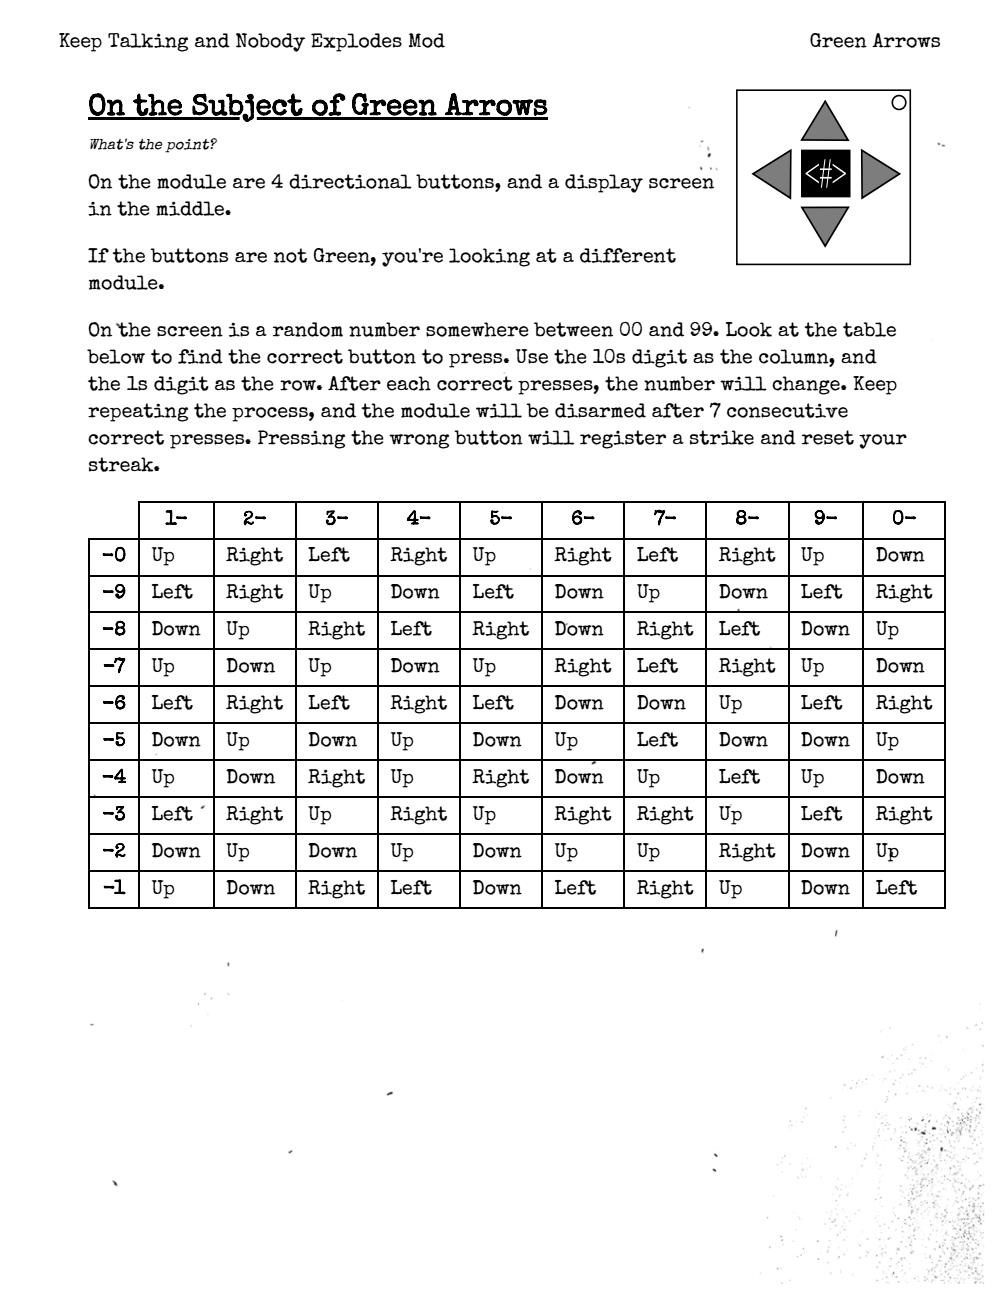 Keep Talking and Nobody Explodes Mod Green Arrows
On the Subject of Green Arrows
What's the point?
<#>
On the module are 4 directional buttons, and a display screen
in the middle.
If the buttons are not Green, you're looking at a different
module.
On the screen is a random number somewhere between 00 and 99. Look at the table
below to find the correct button to press. Use the 10s digit as the column, and
the 1s digit as the row. After each correct presses, the number will change. Keep
repeating the process, and the module will be disarmed after 7 consecutive
correct presses. Pressing the wrong button will register a strike and reset your
streak.
1- 2- 3- 4- 5- 6- 7- 8- 9- 0-
-0 Up Right Left Right Up Right Left Right Up Down
-9 Left Right Up Down Left Down Up Down Left Right
-8 Down Up Right Left Right Down Right Left Down Up
-7 Up Down Up Down Up Right Left Right Up Down
-6 Left Right Left Right Left Down Down Up Left Right
-5 Down Up Down Up Down Up Left Down Down Up
-4 Up Down Right Up Right Down Up Left Up Down
-3 Left Right Up Right Up Right Right Up Left Right
-2 Down Up Down Up Down Up Up Right Down Up
-1 Up Down Right Left Down Left Right Up Down Left